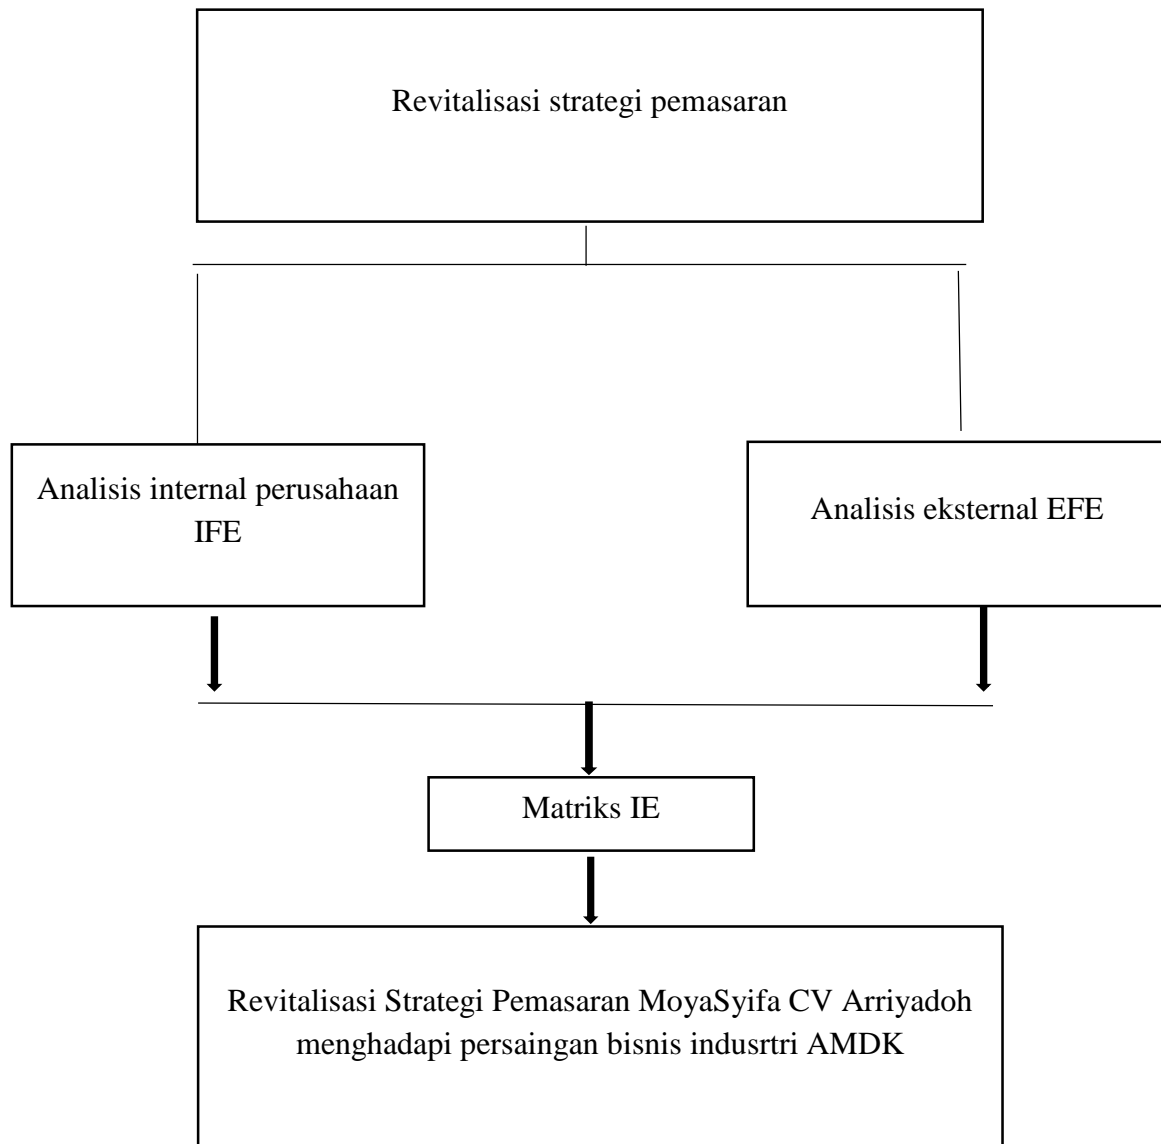 Revitalisasi strategi pemasaran
Analisis internal perusahaan
IFE
Analisis eksternal EFE
Matriks IE
Revitalisasi Strategi Pemasaran MoyaSyifa CV Arriyadoh
menghadapi persaingan bisnis indusrtri AMDK